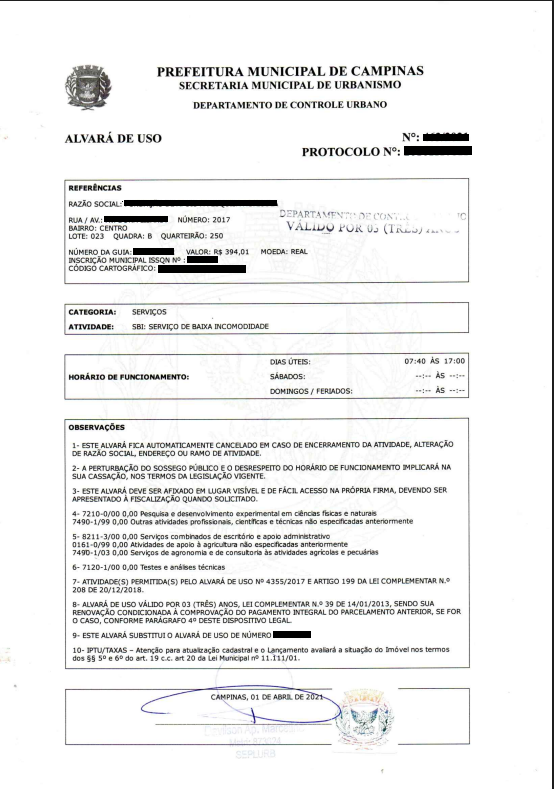 PREFEITURA MUNICIPAL DE CAMPINAS
SECRETARIA MUNICIPAL DE URBANISMO
DEPARTAMENTO DE CONTROLE URBANO
ALVARÁ DE USO
Nº:
PROTOCOLO Nº:
REFERÊNCIAS
RAZÃO SOCIAL:
RUA / AV.: NÚMERO: 2017
BAIRRO: CENTRO
LOTE: 023 QUADRA: B QUARTEIRÃO: 250
DEPARTAMENTO DE
VÁLIDO POR 03 (TRÊS) ANOS
NÚMERO DA GUIA: VALOR: R$ 394,01 MOEDA: REAL
INSCRIÇÃO MUNICIPAL ISSQN Nº :
CÓDIGO CARTOGRÁFICO:
CATEGORIA: SERVIÇOS
ATIVIDADE: SBI: SERVIÇO DE BAIXA INCOMODIDADE
HORÁRIO DE FUNCIONAMENTO:
DIAS ÚTEIS: 07:40 ÀS 17:00
SÁBADOS: --:-- ÀS --:--
DOMINGOS / FERIADOS: --:-- ÀS --:--
OBSERVAÇÕES
1- ESTE ALVARÁ FICA AUTOMATICAMENTE CANCELADO EM CASO DE ENCERRAMENTO DA ATIVIDADE, ALTERAÇÃO
DE RAZÃO SOCIAL, ENDEREÇO OU RAMO DE ATIVIDADE.
2- A PERTURBAÇÃO DO SOSSEGO PÚBLICO E O DESRESPEITO DO HORÁRIO DE FUNCIONAMENTO IMPLICARÁ NA
SUA CASSAÇÃO, NOS TERMOS DA LEGISLAÇÃO VIGENTE.
3- ESTE ALVARÁ DEVE SER AFIXADO EM LUGAR VISÍVEL E DE FÁCIL ACESSO NA PRÓPRIA FIRMA, DEVENDO SER
APRESENTADO À FISCALIZAÇÃO QUANDO SOLICITADO.
4- 7210-0/00 0,00 Pesquisa e desenvolvimento experimental em ciências físicas e naturais
7490-1/99 0,00 Outras atividades profissionais, científicas e técnicas não especificadas anteriormente
5- 8211-3/00 0,00 Serviços combinados de escritório e apoio administrativo
0161-0/99 0,00 Atividades de apoio à agricultura não especificadas anteriormente
7490-1/03 0,00 Serviços de agronomia e de consultoria às atividades agrícolas e pecuárias
6- 7120-1/00 0,00 Testes e análises técnicas
7- ATIVIDADE(S) PERMITIDA(S) PELO ALVARÁ DE USO Nº 4355/2017 E ARTIGO 199 DA LEI COMPLEMENTAR N.º
208 DE 20/12/2018.
8- ALVARÁ DE USO VÁLIDO POR 03 (TRÊS) ANOS, LEI COMPLEMENTAR N.º 39 DE 14/01/2013, SENDO SUA
RENOVAÇÃO CONDICIONADA À COMPROVAÇÃO DO PAGAMENTO INTEGRAL DO PARCELAMENTO ANTERIOR, SE FOR
O CASO, CONFORME PARÁGRAFO 4º DESTE DISPOSITIVO LEGAL.
9- ESTE ALVARÁ SUBSTITUI O ALVARÁ DE USO DE NÚMERO
10- IPTU/TAXAS – Atenção para atualização cadastral e o Lançamento avaliará a situação do Imóvel nos termos
dos §§ 5º e 6º do art. 19 c.c. art 20 da Lei Municipal nº 11.111/01.
CAMPINAS, 01 DE ABRIL DE 2021
SEPLURB